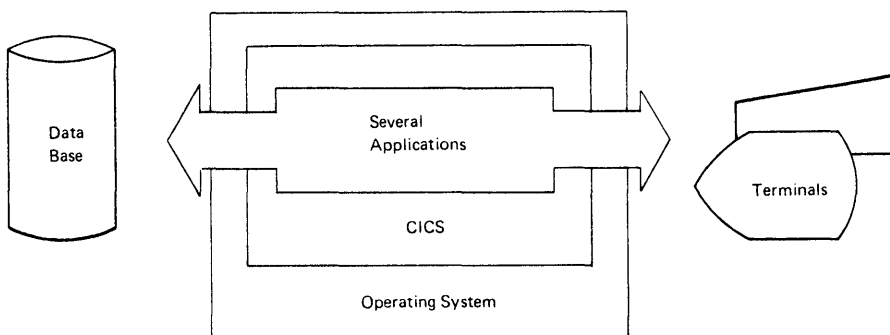 Data
Base
Several
Applications
Terminals
CICS
Operating System